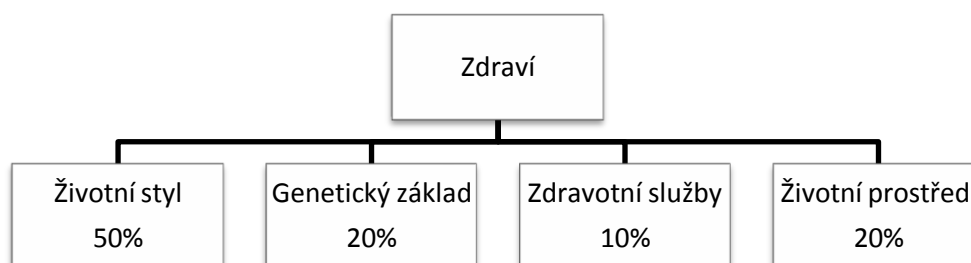 Zdraví
Životní styl
50%
Genetický základ
20%
Zdravotní služby
10%
Životní prostřed
20%